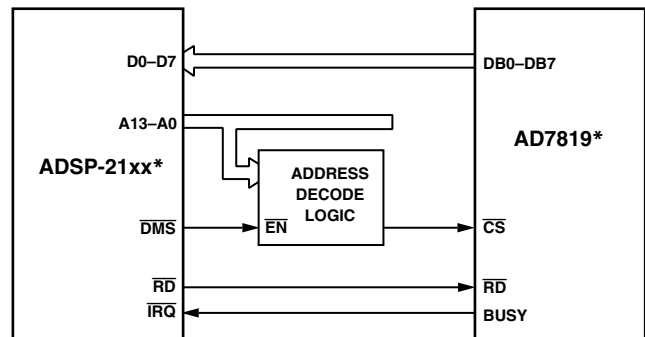 D0–D7
DB0–DB7
A13–A0
ADSP-21xx*
AD7819*
ADDRESS
DECODE
LOGIC
DMS
EN
CS
RD
RD
IRQ
BUSY